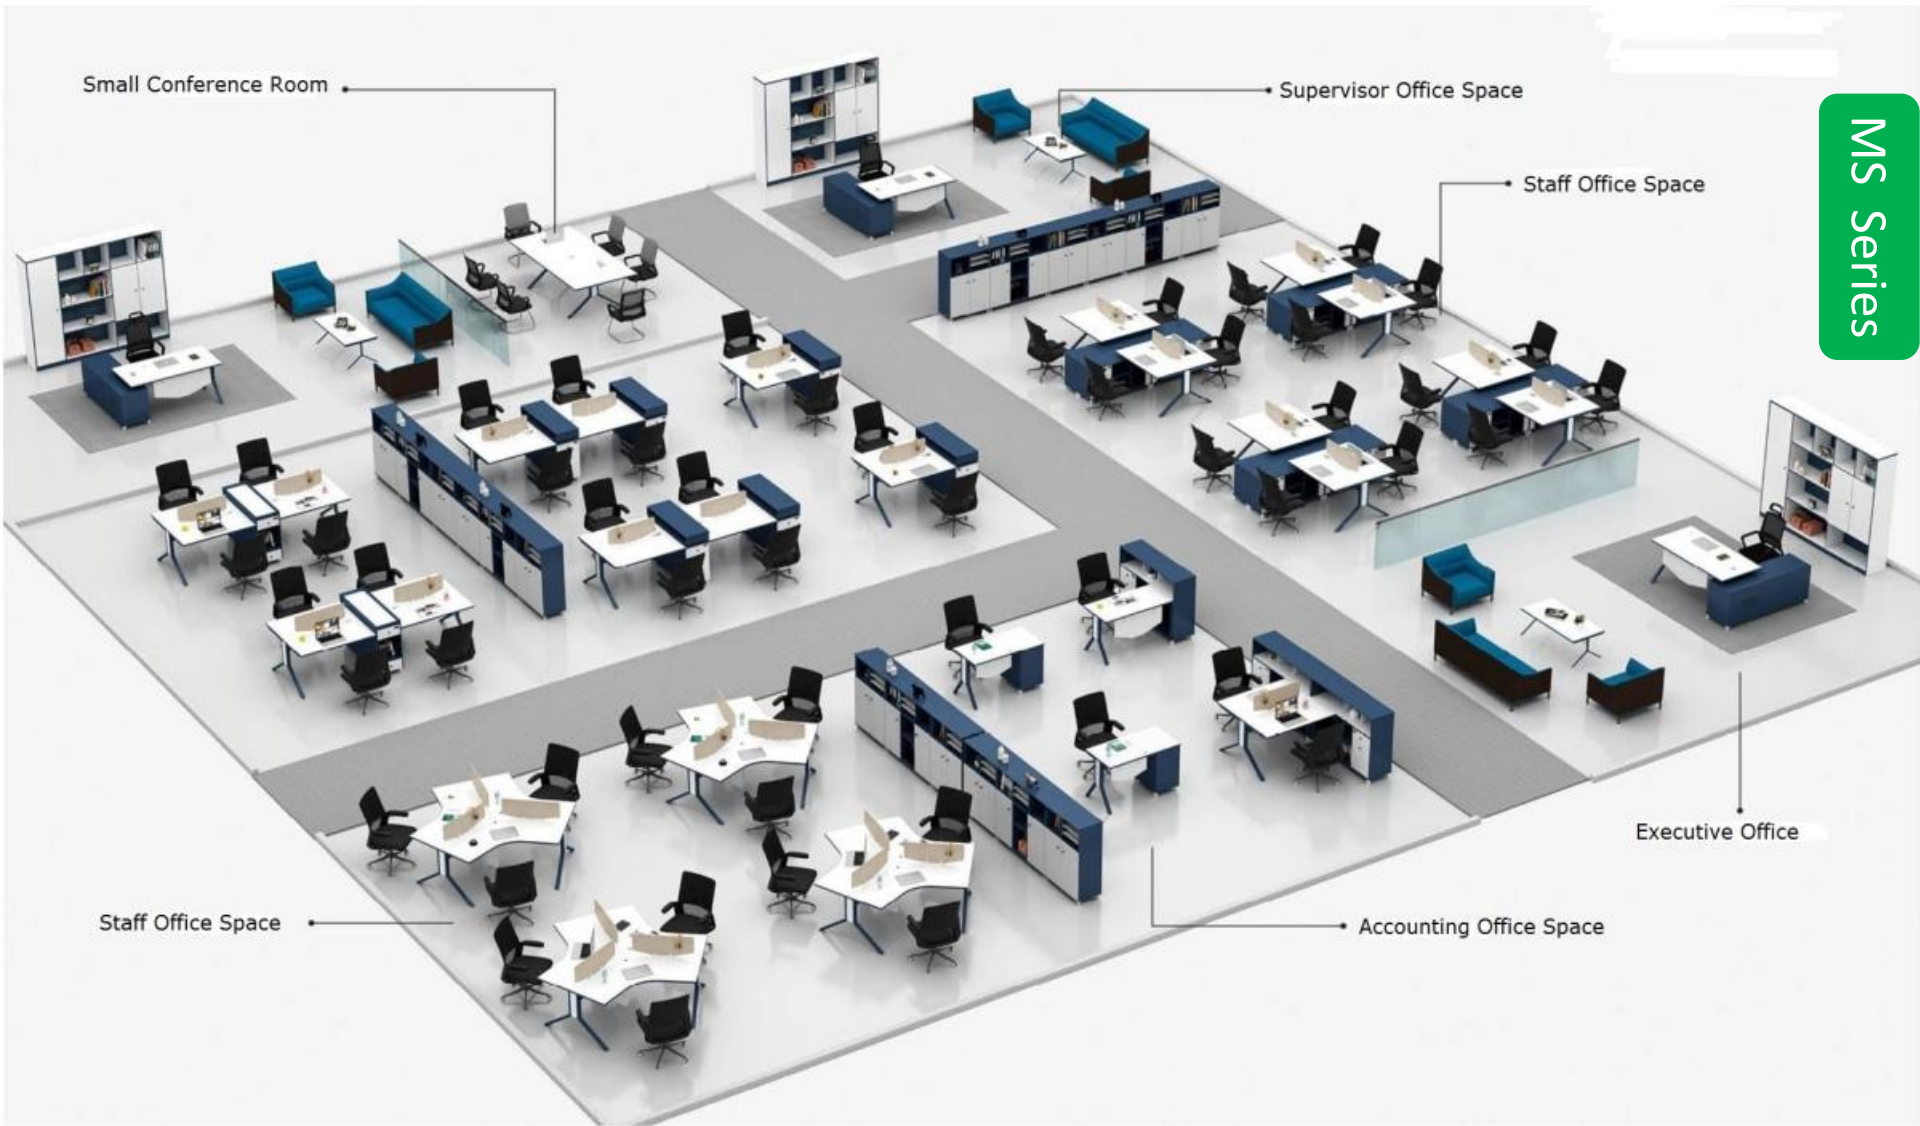 Small Conference Room
Supervisor Office Space
Staff Office Space
MS Series
Executive Office
Staff Office Space
Accounting Office Space